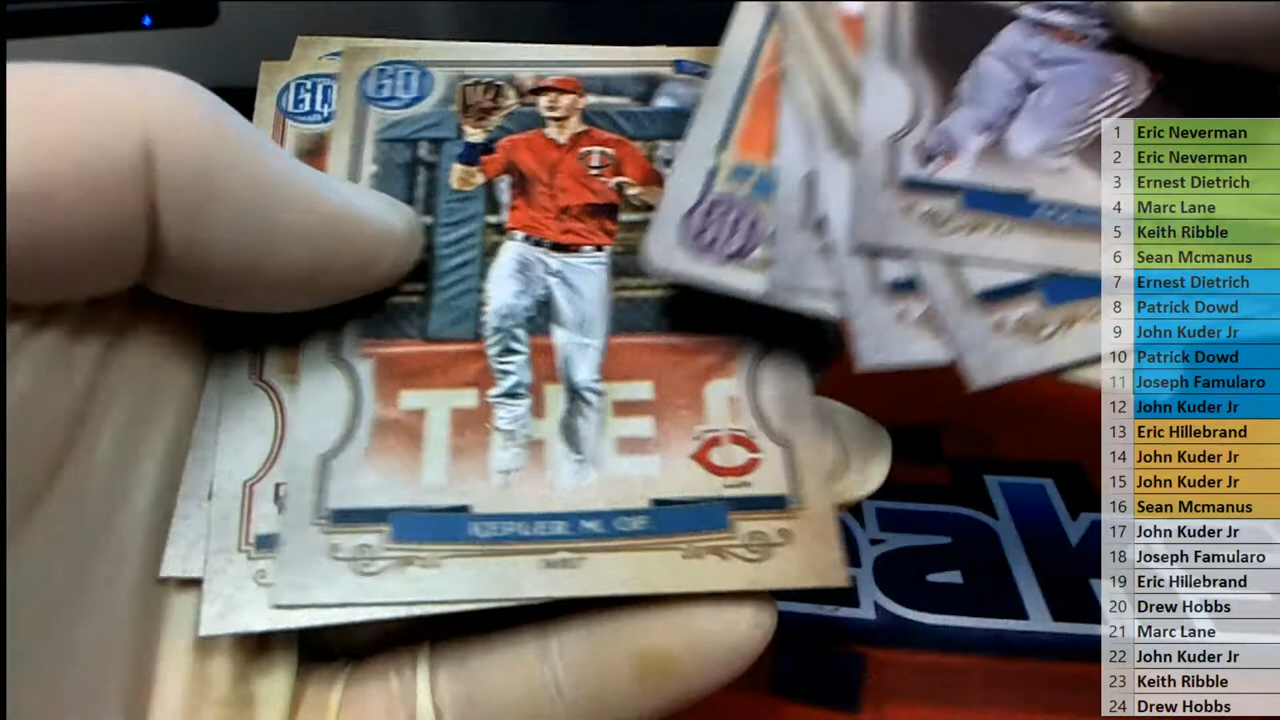 GQ
GQ
THE
KEPLER, M. OF
eak
1 Eric Neverman
2 Eric Neverman
3 Ernest Dietrich
4 Marc Lane
5 Keith Ribble
6 Sean Mcmanus
7 Ernest Dietrich
8 Patrick Dowd
9 John Kuder Jr
10 Patrick Dowd
11 Joseph Famularo
12 John Kuder Jr
13 Eric Hillebrand
14 John Kuder Jr
15 John Kuder Jr
16 Sean Mcmanus
17 John Kuder Jr
18 Joseph Famularo
19 Eric Hillebrand
20 Drew Hobbs
21 Marc Lane
22 John Kuder Jr
23 Keith Ribble
24 Drew Hobbs